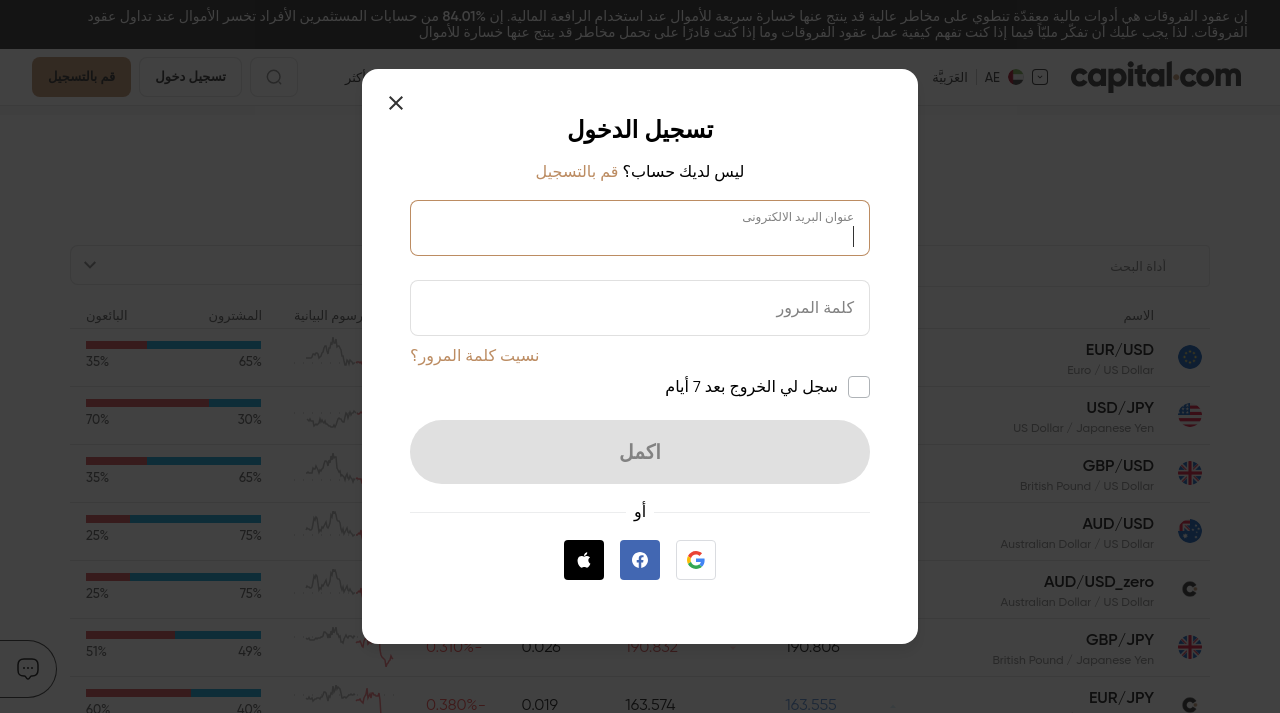 إن عقود الفروقات هي أدوات مالية معقدّة تنطوي على مخاطر عالية قد ينتج عنها خسارة سريعة للأموال عند استخدام الرافعة المالية. إن 84.01% من حسابات المستثمرين الأفراد تخسر الأموال عند تداول عقود
الفروقات. لذا يجب عليك أن تفكّر مليّاً فيما إذا كنت تفهم كيفية عمل عقود الفروقات وما إذا كنت قادرًا على تحمل مخاطر قد ينتج عنها خسارة للأموال
capital.com
AE العَرَبيَّة
تسجيل دخول
قم بالتسجيل
تسجيل الدخول
ليس لديك حساب؟ قم بالتسجيل
عنوان البريد الالكترونى
كلمة المرور
نسيت كلمة المرور؟
سجل لي الخروج بعد 7 أيام
اكمل
أو
أداة البحث
الاسم
المشترون
البائعون
EUR/USD
Euro / US Dollar
65% 35%
USD/JPY
US Dollar / Japanese Yen
30% 70%
GBP/USD
British Pound / US Dollar
65% 35%
AUD/USD
Australian Dollar / US Dollar
75% 25%
AUD/USD_zero
Australian Dollar / US Dollar
75% 25%
GBP/JPY
British Pound / Japanese Yen
190.806 - 190.832 0.026 -0.310%
49% 51%
EUR/JPY
163.555 - 163.574 0.019 -0.380%
40% 60%